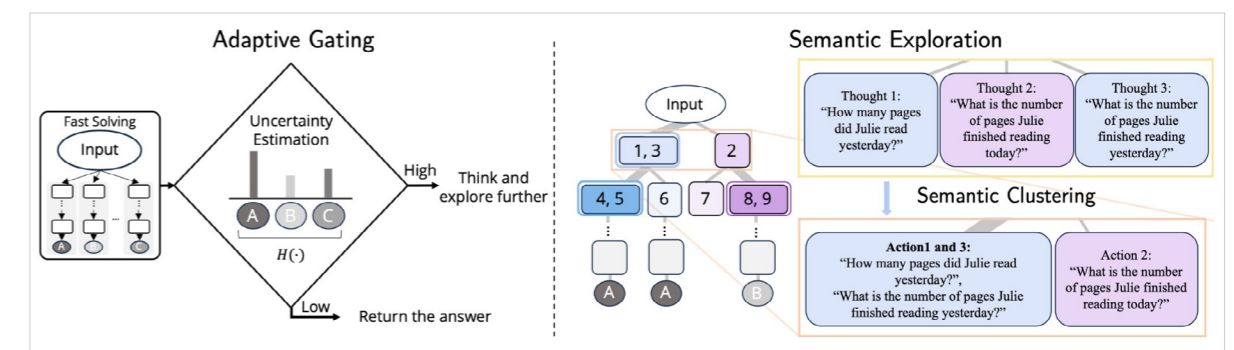 Adaptive Gating
Fast Solving
Input
...
A
B
C
Uncertainty
Estimation
A
B
C
H(·)
High
Think and
explore further
Low
Return the answer
Semantic Exploration
Input
1, 3
2
4, 5
6
7
8, 9
A
A
B
Thought 1:
“How many pages
did Julie read
yesterday?”
Thought 2:
“What is the number
of pages Julie
finished reading
today?”
Thought 3:
“What is the number
of pages Julie
finished reading
yesterday?”
Semantic Clustering
Action1 and 3:
“How many pages did Julie read
yesterday?”,
“What is the number of pages Julie
finished reading yesterday?”
Action 2:
“What is the number
of pages Julie finished
reading today?”